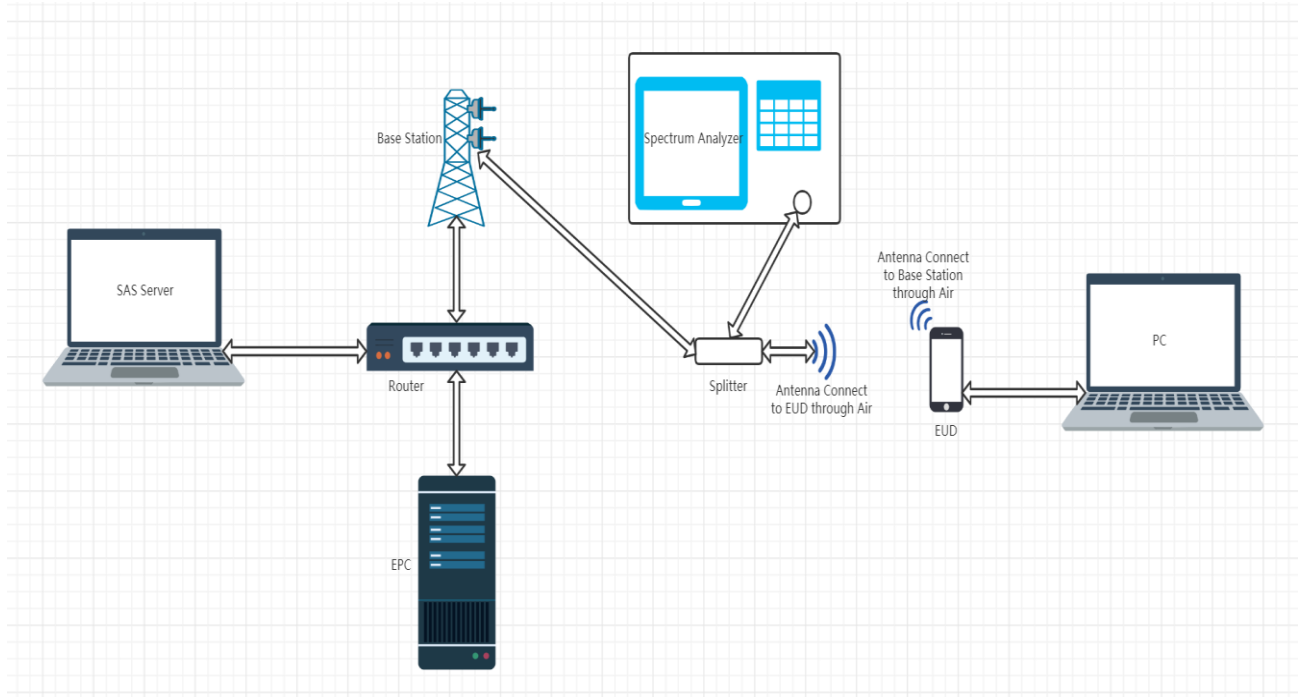 Base Station
Spectrum Analyzer
Antenna Connect
to Base Station
through Air
SAS Server
PC
Router
Splitter
Antenna Connect
to EUD through Air
EUD
EPC